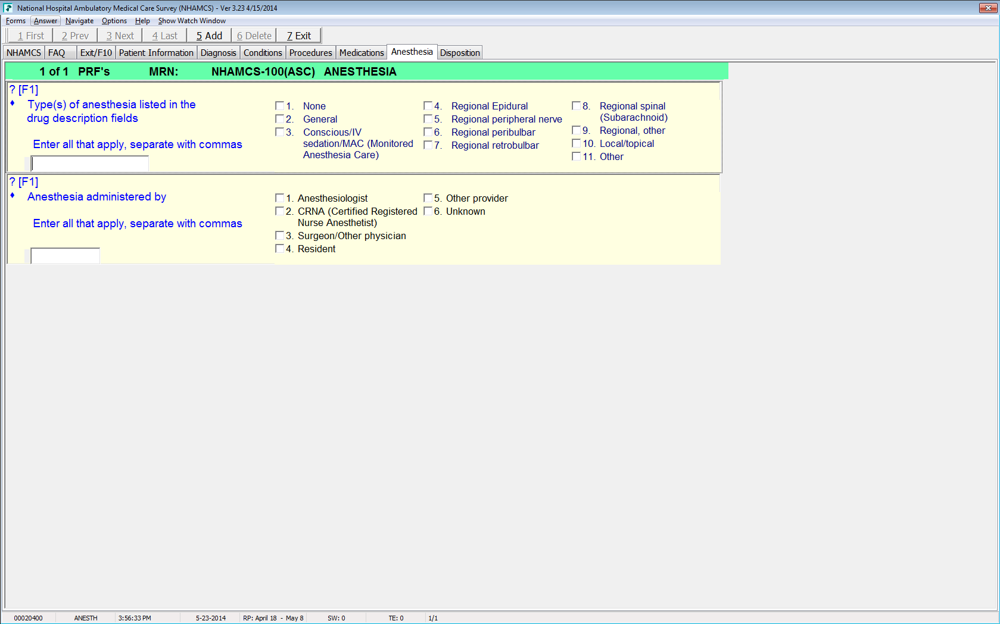 National Hospital Ambulatory Medical Care Survey (NHAMCS) - Ver 3.23 4/15/2014
Forms Answer Navigate Options Help Show Watch Window
1 First 2 Prev 3 Next 4 Last 5 Add 6 Delete 7 Exit
NHAMCS FAQ Exit/F10 Patient Information Diagnosis Conditions Procedures Medications Anesthesia Disposition
1 of 1 PRF's MRN: NHAMCS-100(ASC) ANESTHESIA
? [F1]
Type(s) of anesthesia listed in the
drug description fields
Enter all that apply, separate with commas
1. None
2. General
3. Conscious/IV
sedation/MAC (Monitored
Anesthesia Care)
4. Regional Epidural
5. Regional peripheral nerve
6. Regional peribulbar
7. Regional retrobulbar
8. Regional spinal
(Subarachnoid)
9. Regional, other
10. Local/topical
11. Other
? [F1]
Anesthesia administered by
Enter all that apply, separate with commas
1. Anesthesiologist
2. CRNA (Certified Registered
Nurse Anesthetist)
3. Surgeon/Other physician
4. Resident
5. Other provider
6. Unknown
00020400 ANESTH 3:56:33 PM 5-23-2014 RP: April 18 - May 8 SW: 0 TE: 0 1/1